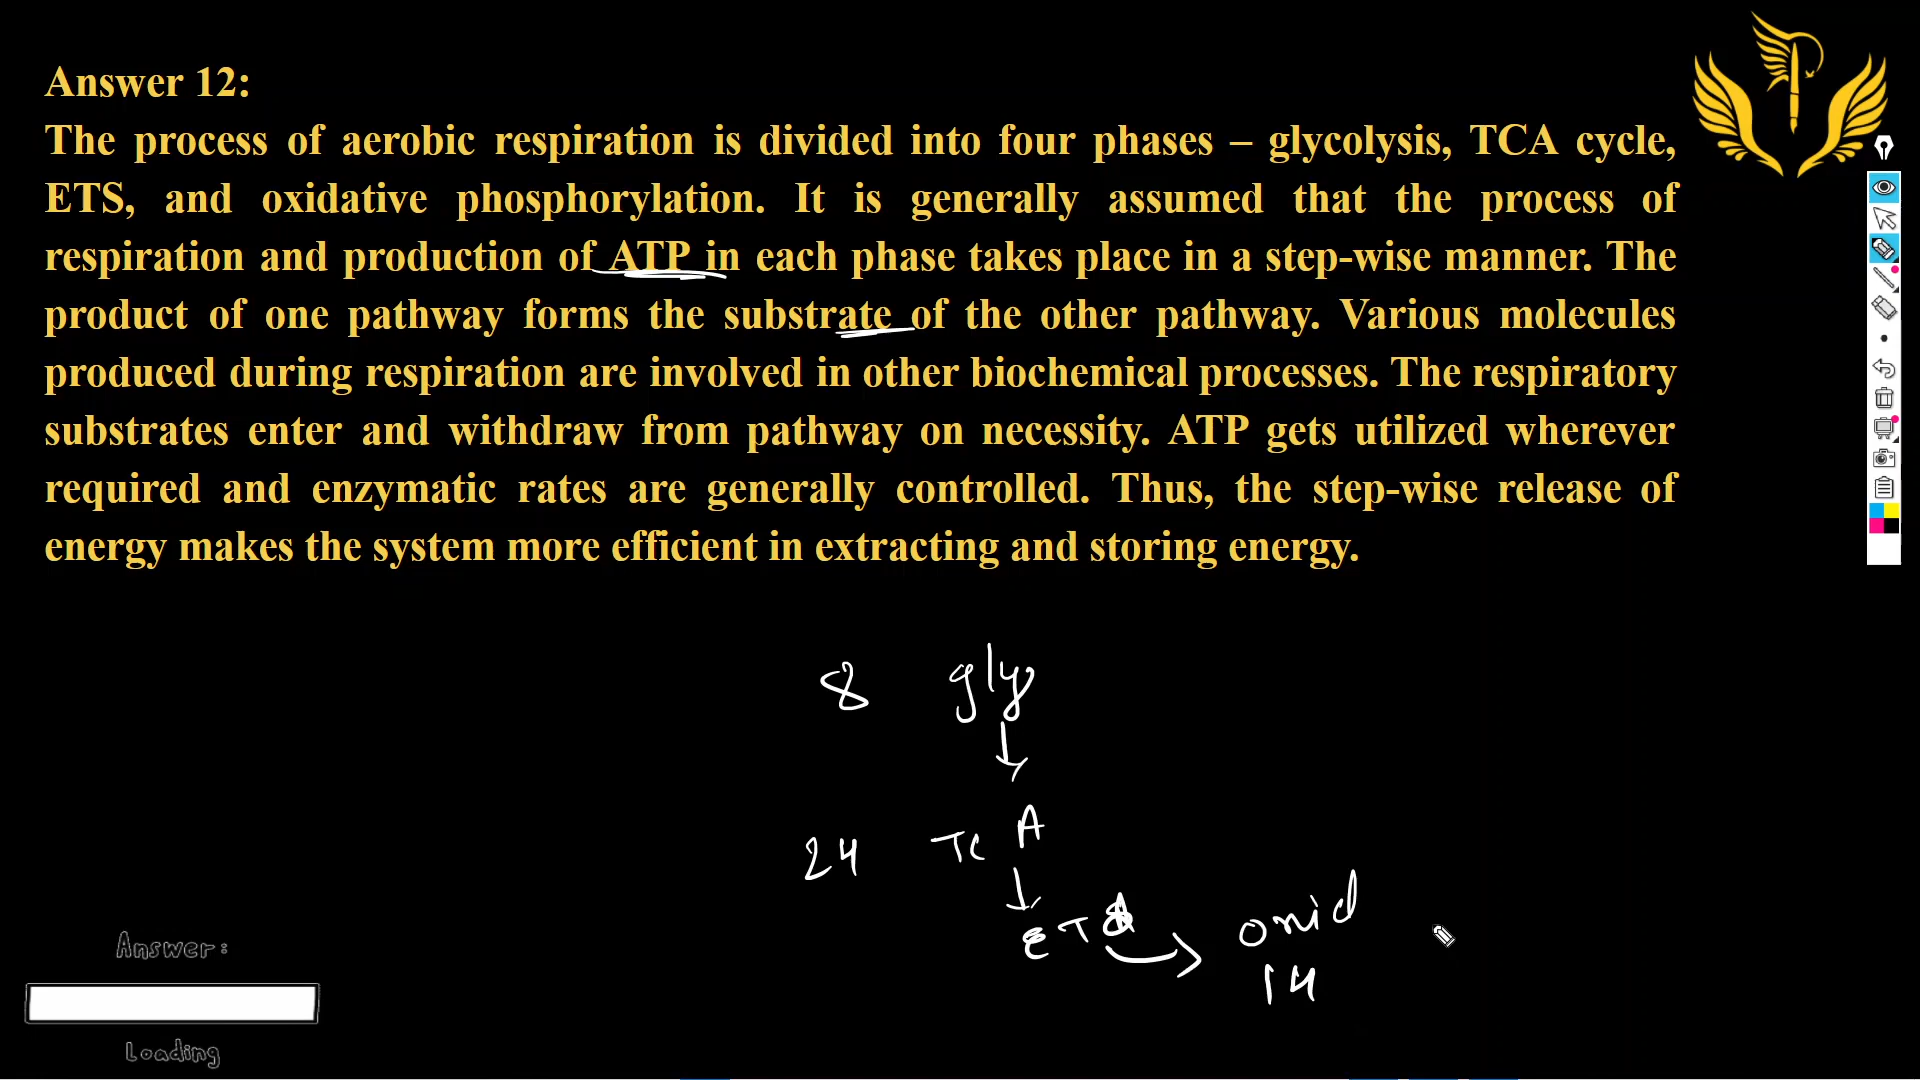 Answer 12:
The process of aerobic respiration is divided into four phases – glycolysis, TCA cycle,
ETS, and oxidative phosphorylation. It is generally assumed that the process of
respiration and production of ATP in each phase takes place in a step-wise manner. The
product of one pathway forms the substrate of the other pathway. Various molecules
produced during respiration are involved in other biochemical processes. The respiratory
substrates enter and withdraw from pathway on necessity. ATP gets utilized wherever
required and enzymatic rates are generally controlled. Thus, the step-wise release of
energy makes the system more efficient in extracting and storing energy.
8 gly
24 TCA
ET
oxid
14
Answer:
Loading